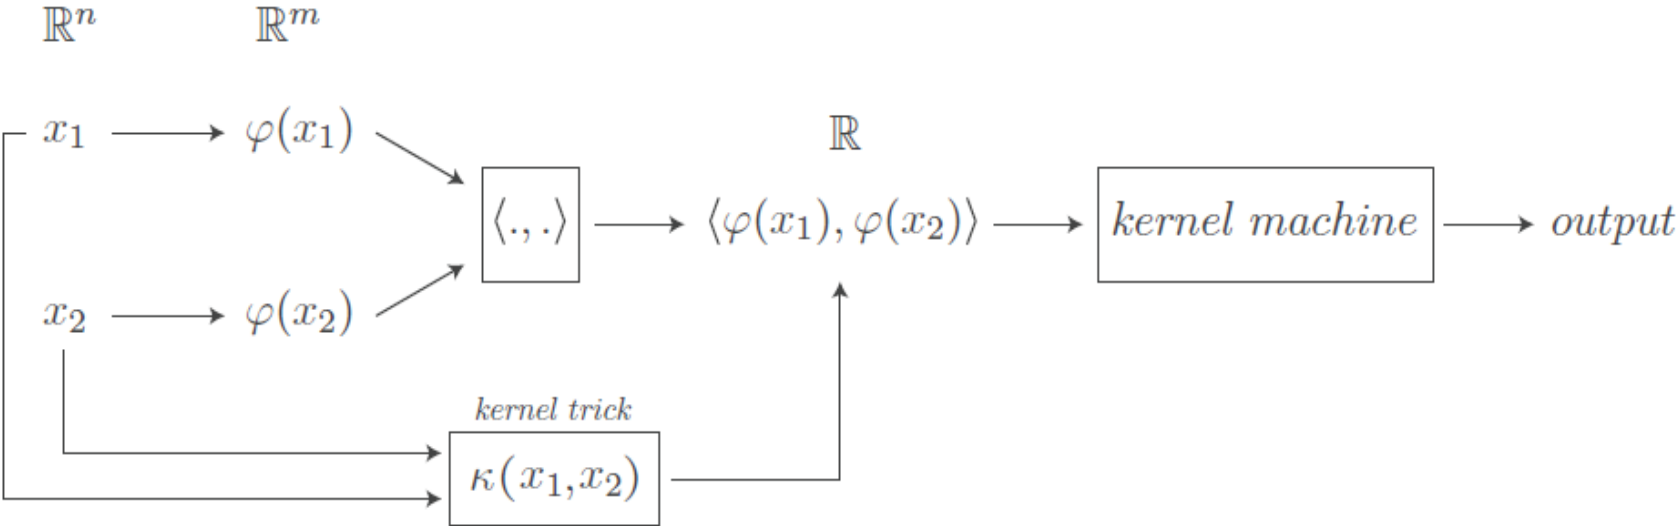 ℝⁿ ℝᵐ
x₁ φ(x₁)
ℝ
⟨.,.⟩ ⟨φ(x₁), φ(x₂)⟩ kernel machine output
x₂ φ(x₂)
kernel trick
κ(x₁,x₂)